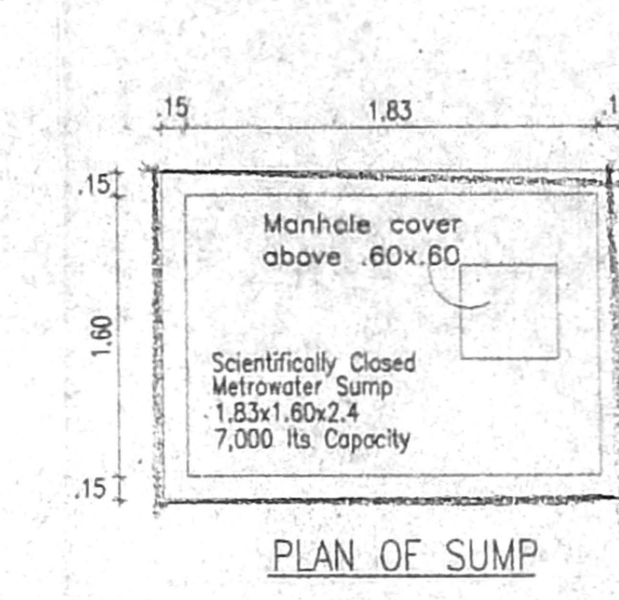 .15 1.83 .1
.15
Manhole cover
above .60x.60
1.60
Scientifically Closed
Metrowater Sump
1.83x1.60x2.4
7,000 lts Capacity
.15
PLAN OF SUMP